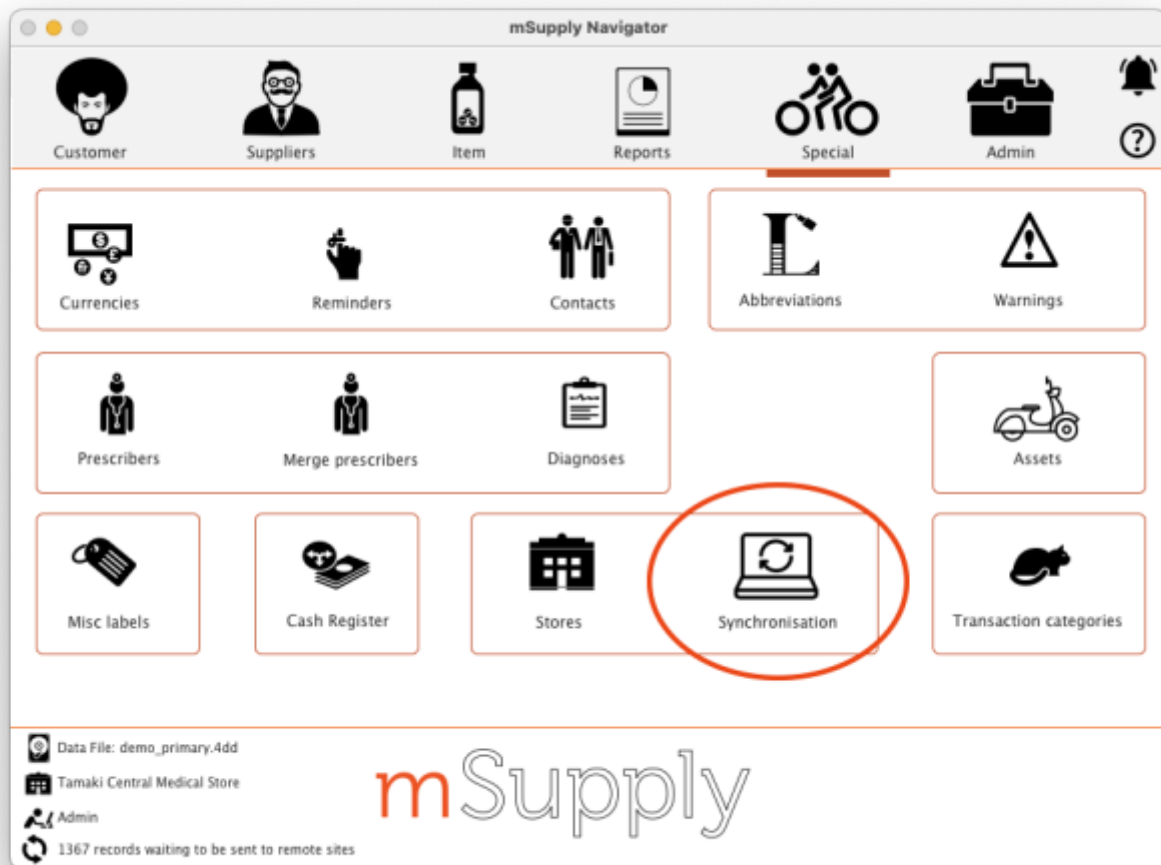 mSupply Navigator
Customer Suppliers Item Reports Special Admin
Currencies Reminders Contacts Abbreviations Warnings
Prescribers Merge prescribers Diagnoses Assets
Misc labels Cash Register Stores Synchronisation Transaction categories
Data File: demo_primary.4dd
Tamaki Central Medical Store
Admin
1367 records waiting to be sent to remote sites
mSupply